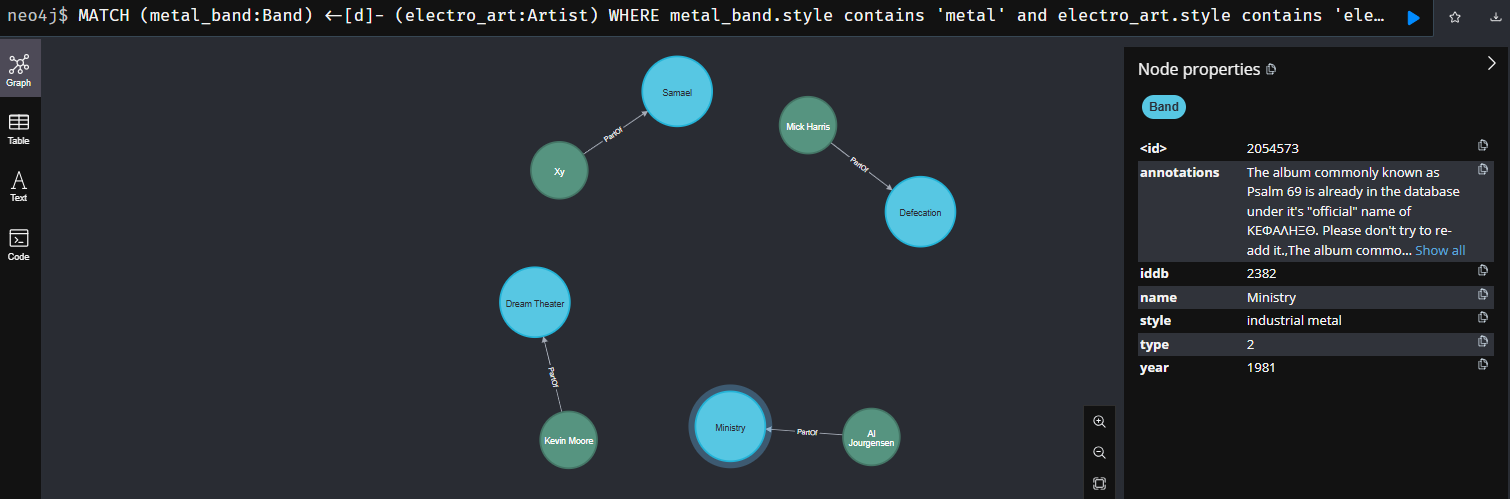 neo4j$ MATCH (metal_band:Band) <-[d]- (electro_art:Artist) WHERE metal_band.style contains 'metal' and electro_art.style contains 'ele…
Graph
Table
Text
Code
Samael
PartOf
Xy
Mick Harris
PartOf
Defecation
Dream Theater
PartOf
Kevin Moore
Ministry
PartOf
Al
Jourgensen
Node properties
Band
<id> 2054573
annotations The album commonly known as
Psalm 69 is already in the database
under it's "official" name of
ΚΕΦΑΛΗΞΘ. Please don't try to re-
add it.,The album commo... Show all
iddb 2382
name Ministry
style industrial metal
type 2
year 1981